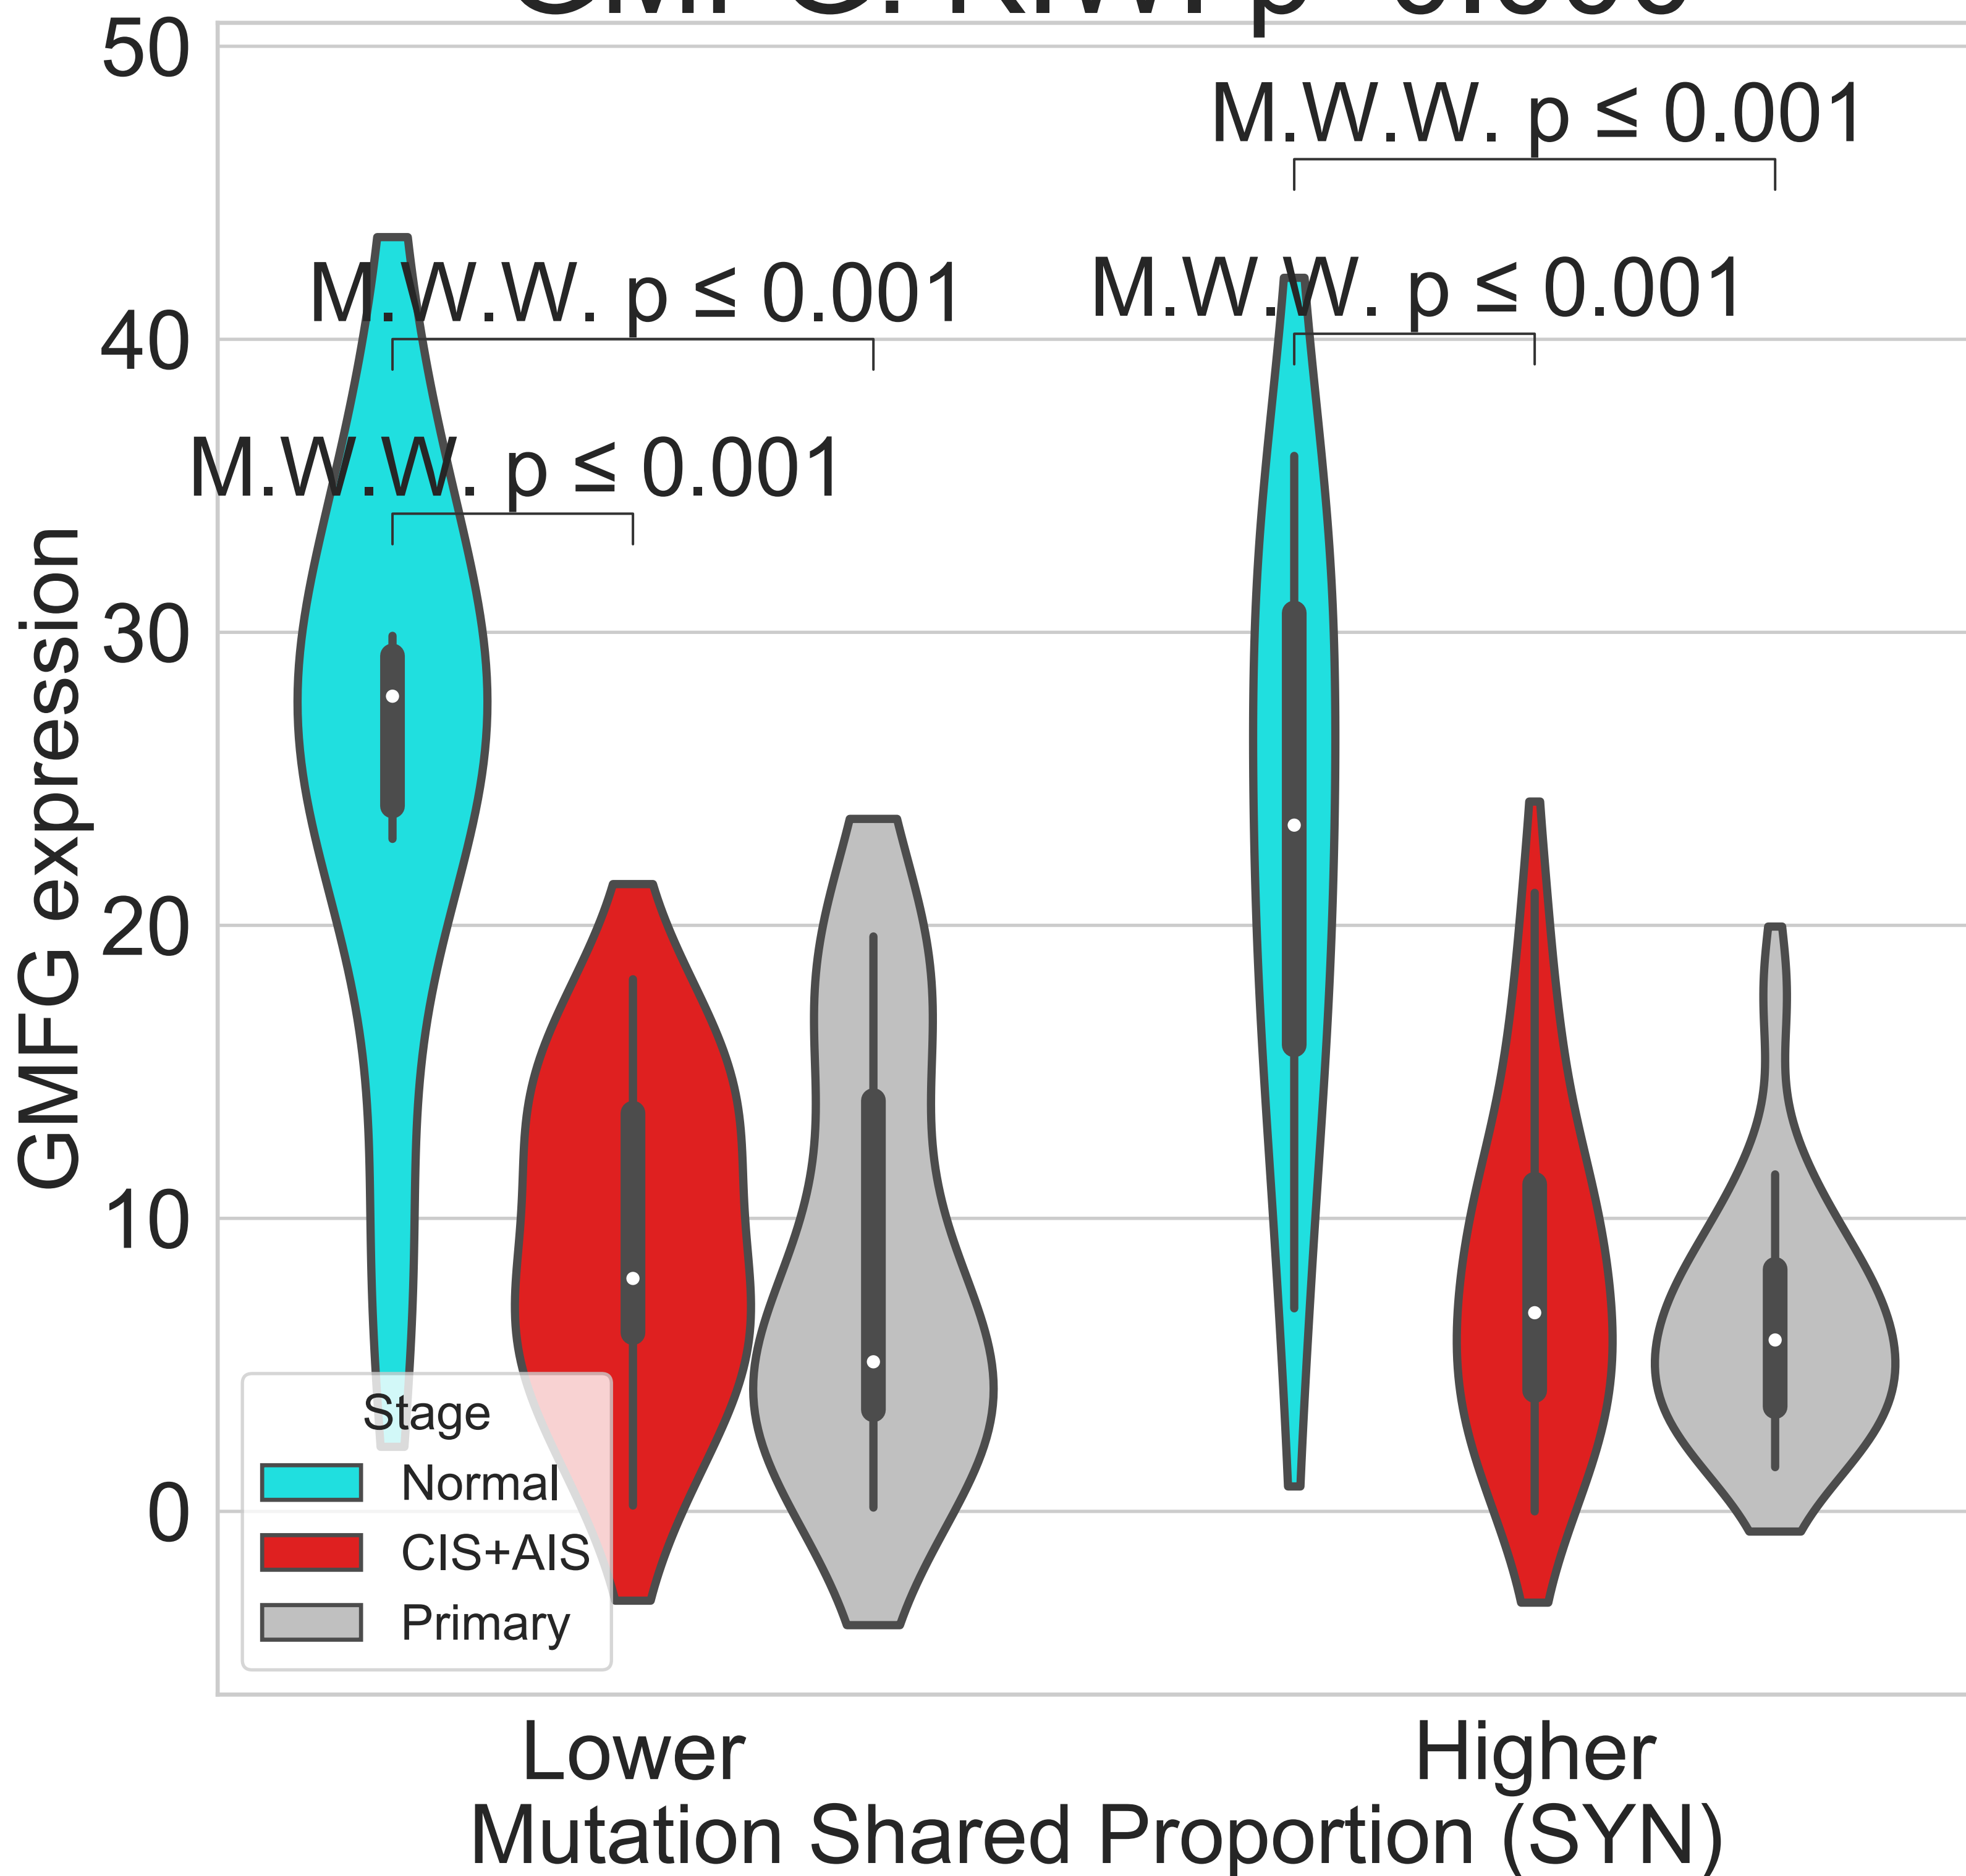 50
M.W.W. p ≤ 0.001
M.W.W. p ≤ 0.001
M.W.W. p ≤ 0.001
40
M.W.W. p ≤ 0.001
30
20
10
0
GMFG expression
Stage
Normal
CIS+AIS
Primary
Lower
Higher
Mutation Shared Proportion (SYN)